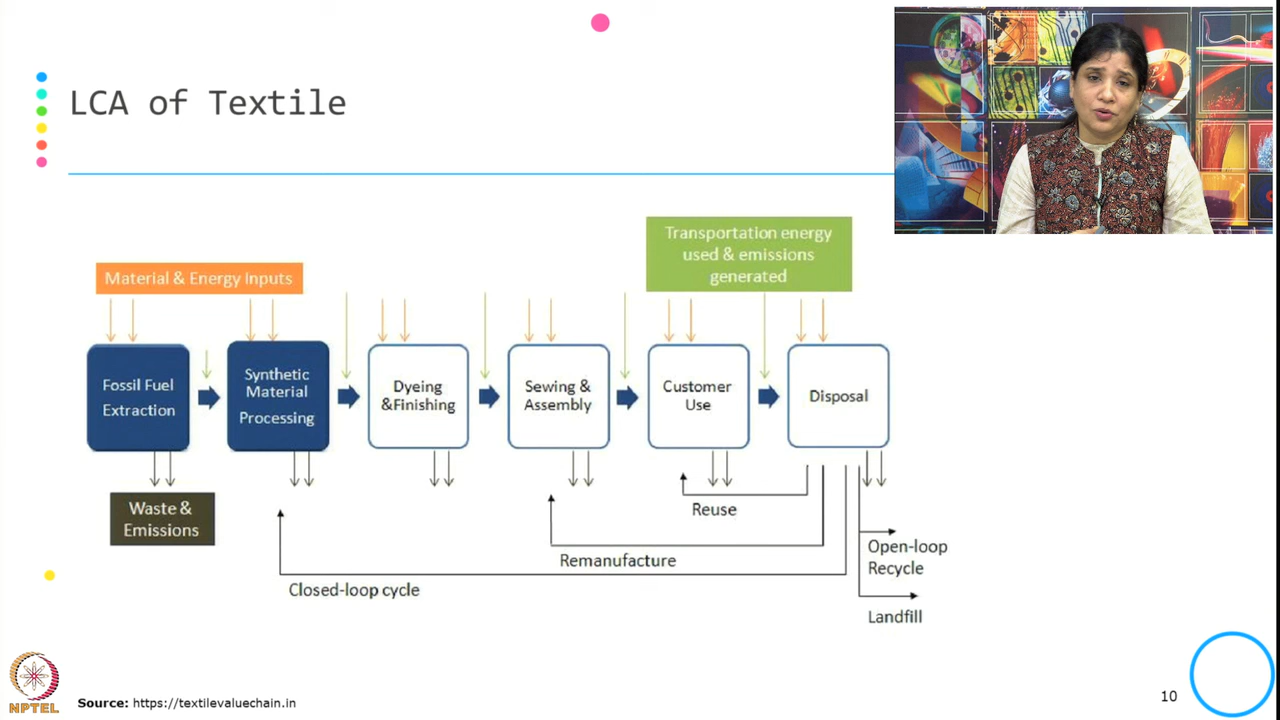 LCA of Textile
Transportation energy
used & emissions
generated
Material & Energy Inputs
Fossil Fuel
Extraction
Synthetic
Material
Processing
Dyeing
&Finishing
Sewing &
Assembly
Customer
Use
Disposal
Waste &
Emissions
Reuse
Remanufacture
Closed-loop cycle
Open-loop
Recycle
Landfill
NPTEL
Source: https://textilevaluechain.in
10